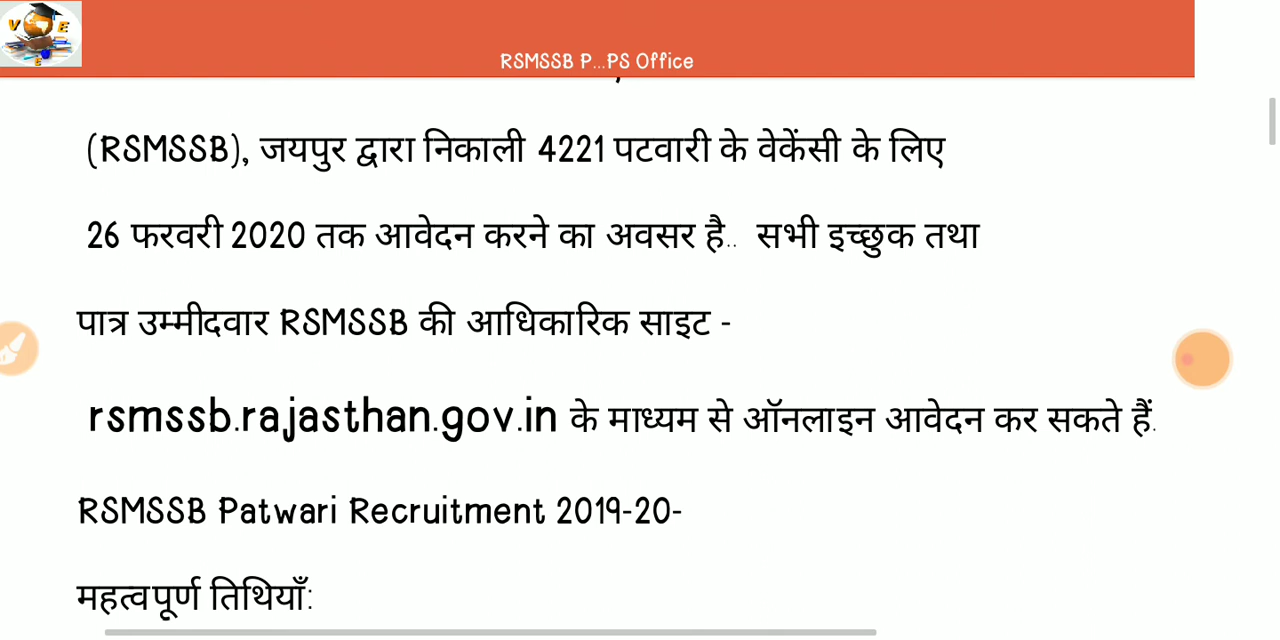 V E
E
RSMSSB P...PS Office
(RSMSSB), जयपुर द्वारा निकाली 4221 पटवारी के वेकेंसी के लिए
26 फरवरी 2020 तक आवेदन करने का अवसर है.. सभी इच्छुक तथा
पात्र उम्मीदवार RSMSSB की आधिकारिक साइट -
rsmssb.rajasthan.gov.in के माध्यम से ऑनलाइन आवेदन कर सकते हैं.
RSMSSB Patwari Recruitment 2019-20-
महत्वपूर्ण तिथियाँ: